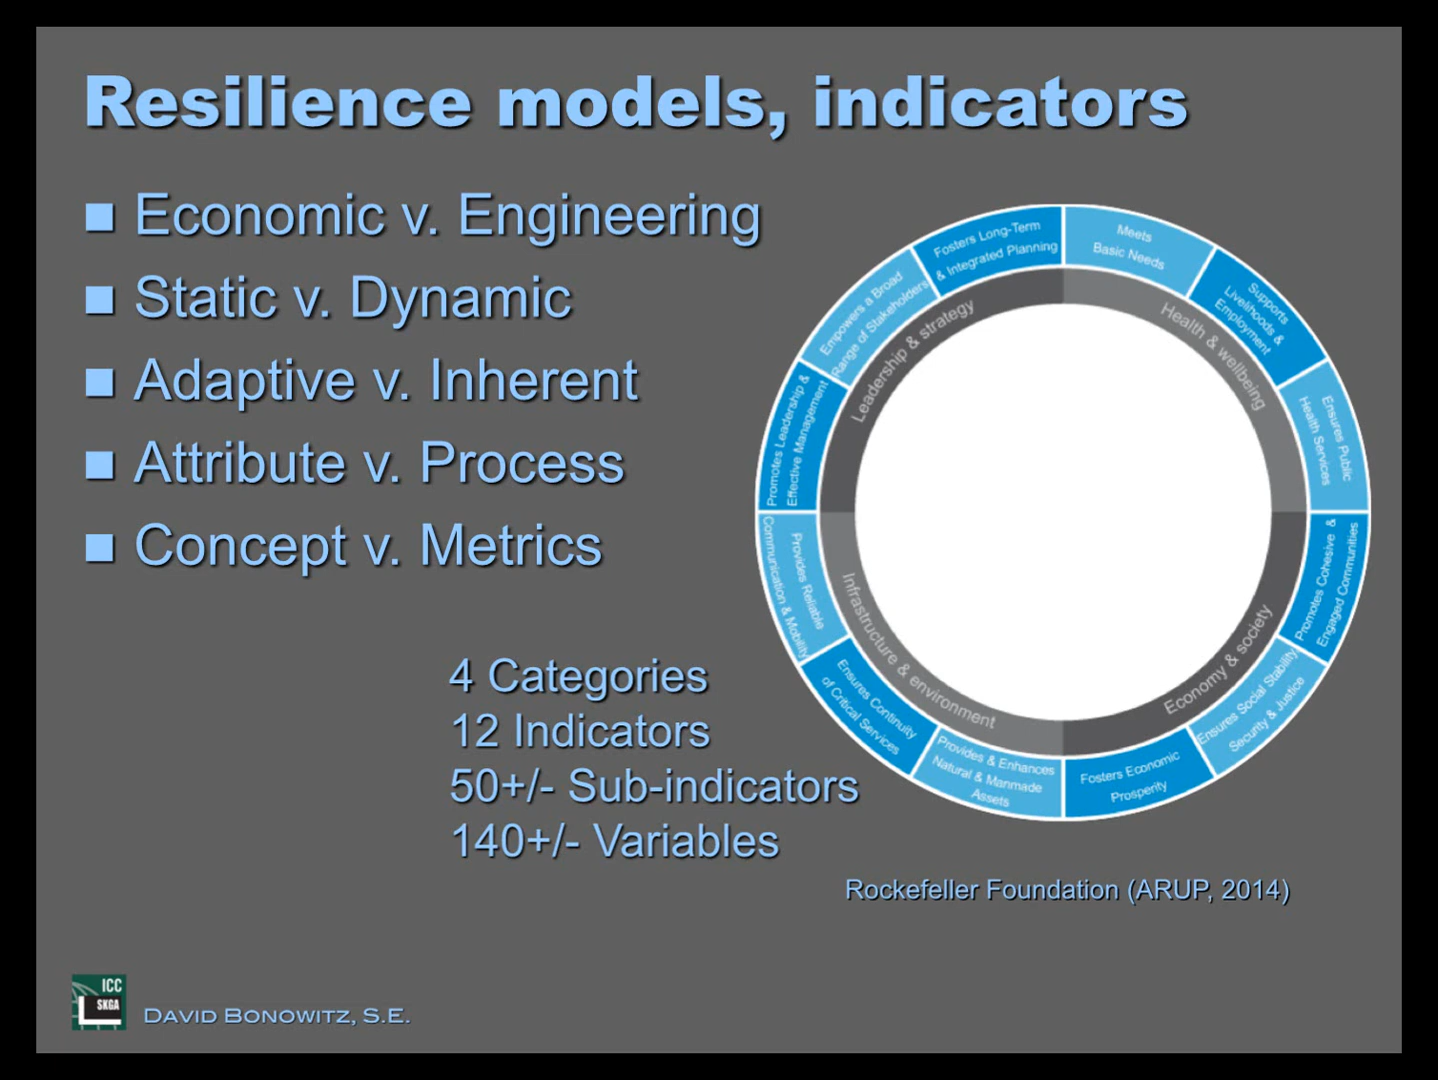 Resilience models, indicators
Economic v. Engineering
Static v. Dynamic
Adaptive v. Inherent
Attribute v. Process
Concept v. Metrics
4 Categories
12 Indicators
50+/- Sub-indicators
140+/- Variables
Meets
Basic Needs
Supports
Livelihoods &
Employment
Ensures Public
Health Services
Promotes Cohesive &
Engaged Communities
Ensures Social Stability
Security & Justice
Fosters Economic
Prosperity
Provides & Enhances
Natural & Manmade
Assets
Ensures Continuity
of Critical Services
Provides Reliable
Communication & Mobility
Promotes Leadership &
Effective Management
Empowers a Broad
Range of Stakeholders
Fosters Long-Term
& Integrated Planning
Health & wellbeing
Economy & society
Infrastructure & environment
Leadership & strategy
Rockefeller Foundation (ARUP, 2014)
ICC
SKGA
DAVID BONOWITZ, S.E.